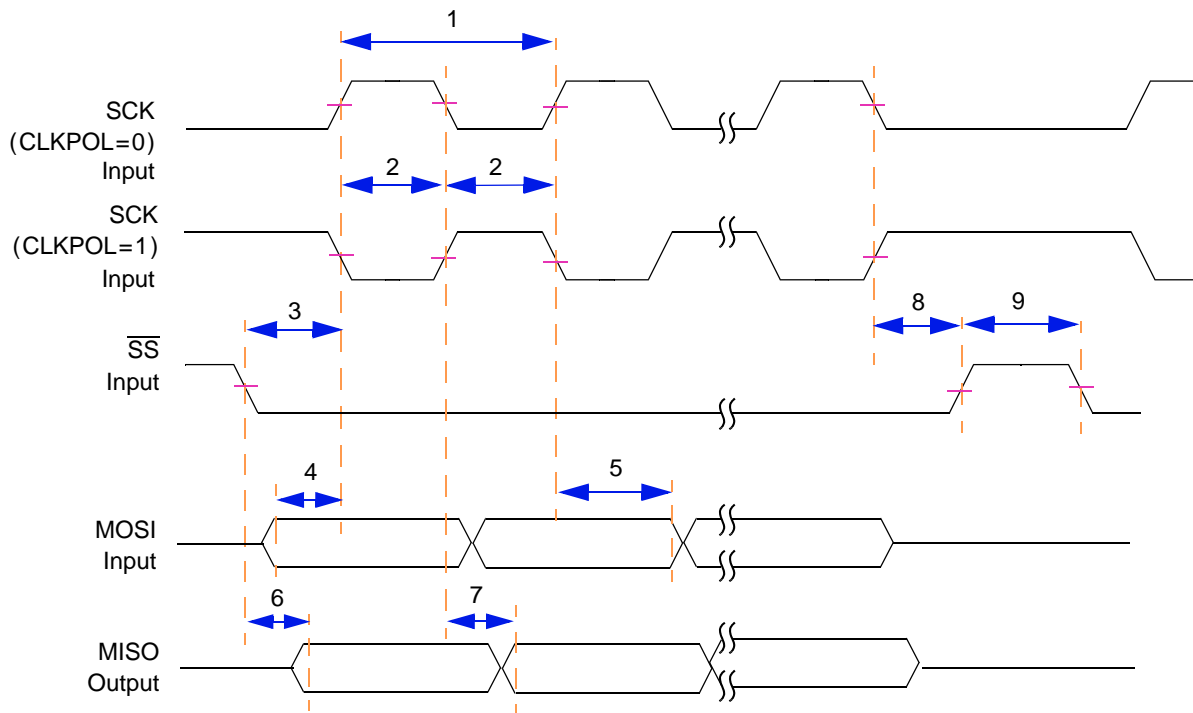 1
SCK
(CLKPOL=0)
Input
2 2
SCK
(CLKPOL=1)
Input
3 8 9
SS
Input
4 5
MOSI
Input
6 7
MISO
Output